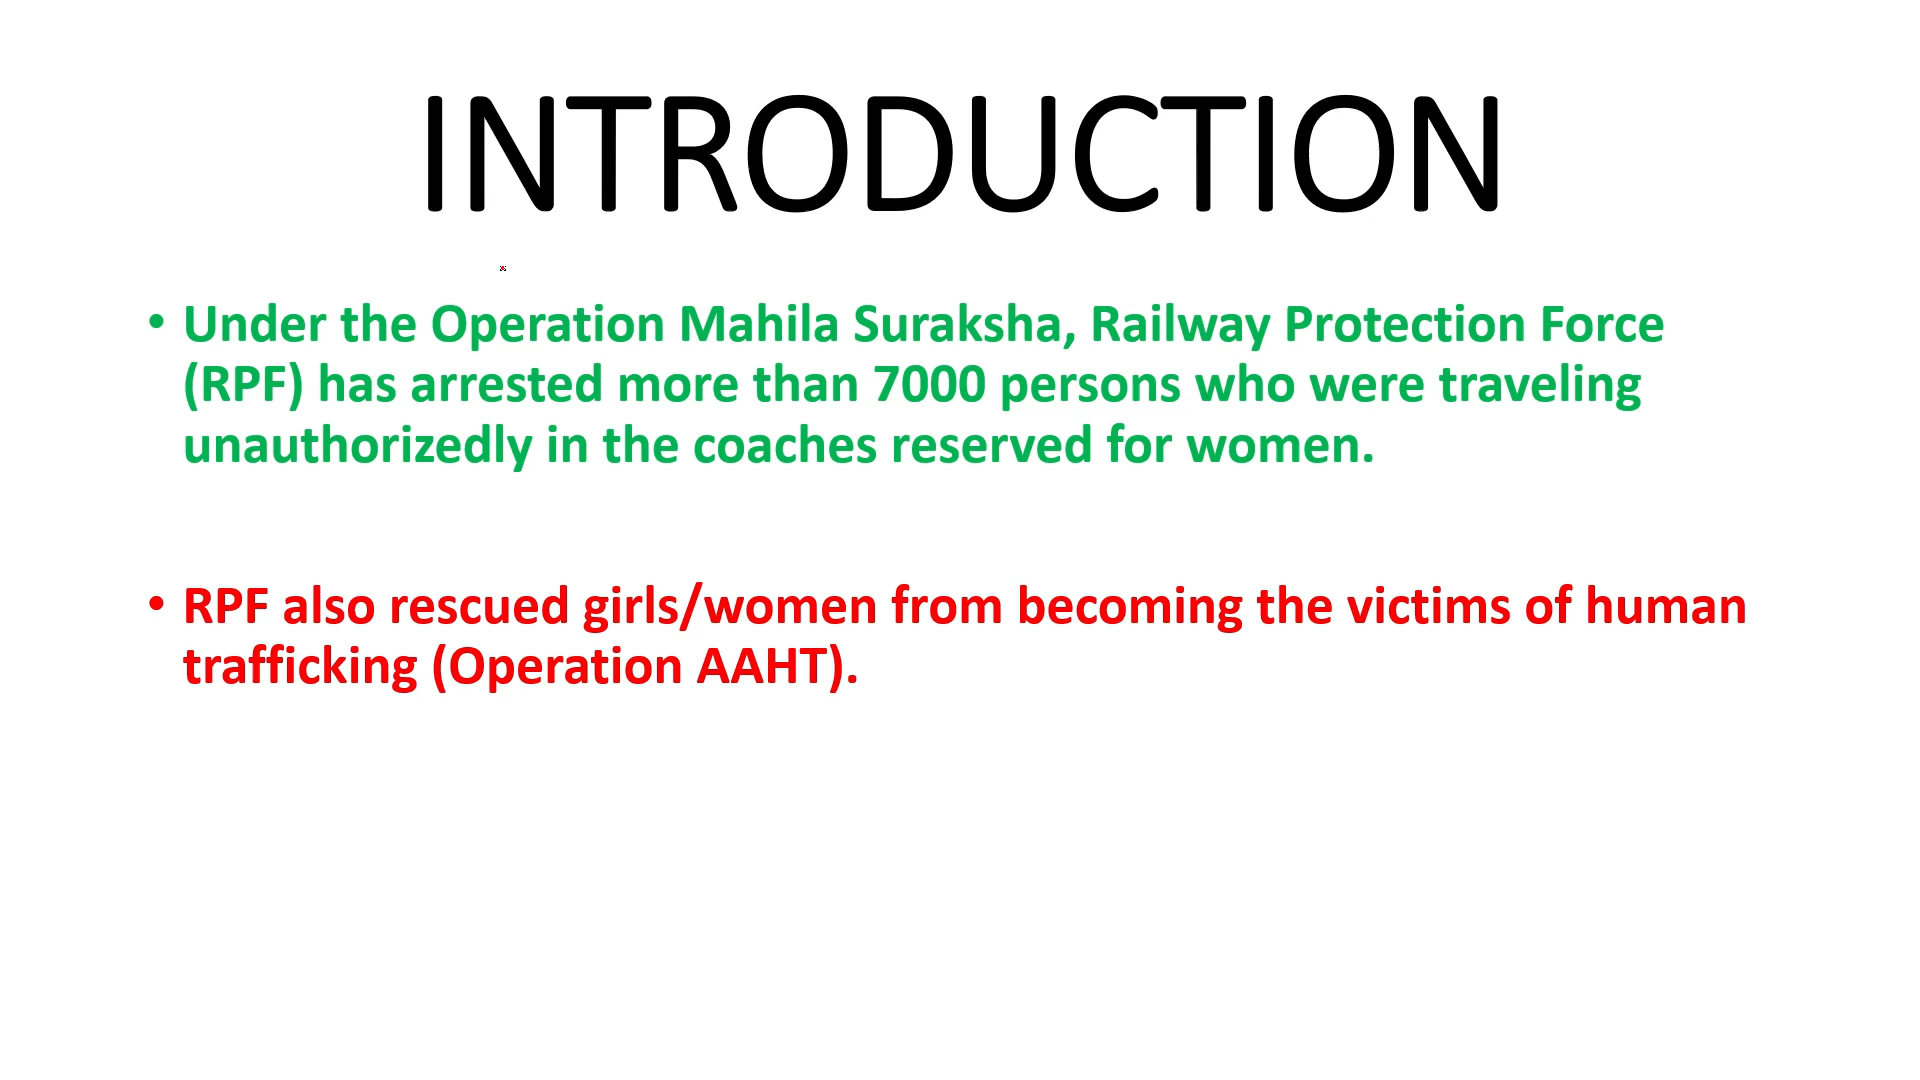 INTRODUCTION
• Under the Operation Mahila Suraksha, Railway Protection Force
(RPF) has arrested more than 7000 persons who were traveling
unauthorizedly in the coaches reserved for women.
• RPF also rescued girls/women from becoming the victims of human
trafficking (Operation AAHT).